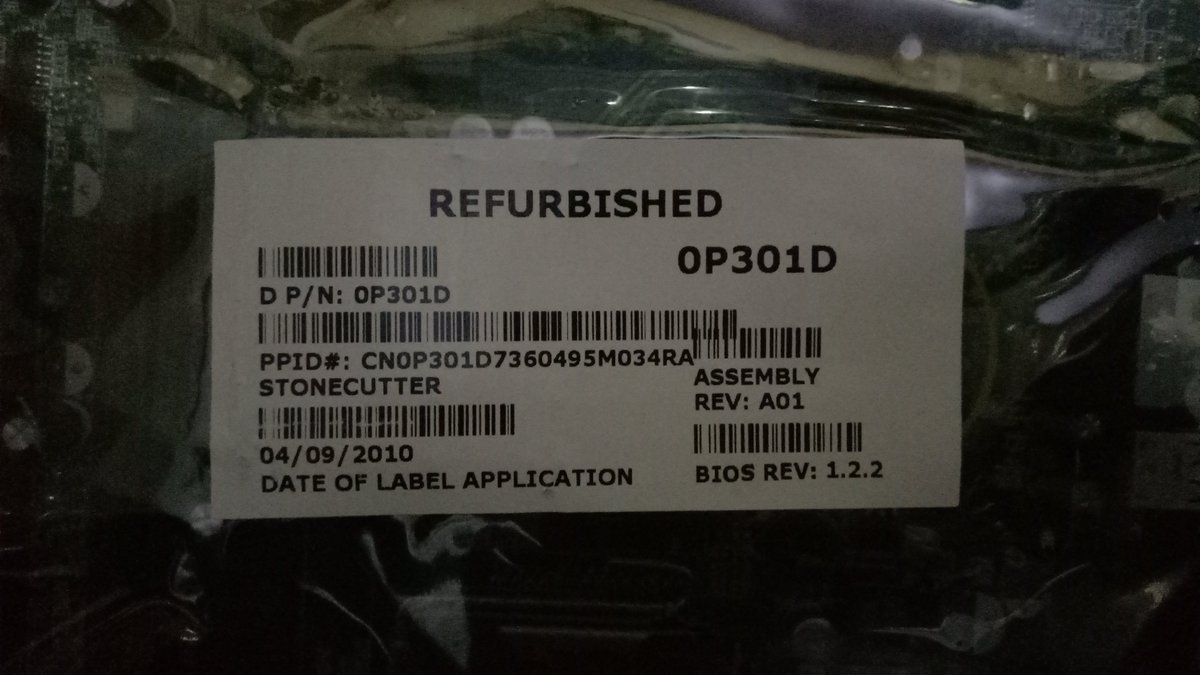 REFURBISHED
0P301D
D P/N: 0P301D
PPID#: CN0P301D7360495M034RA
STONECUTTER
ASSEMBLY
REV: A01
04/09/2010
DATE OF LABEL APPLICATION
BIOS REV: 1.2.2